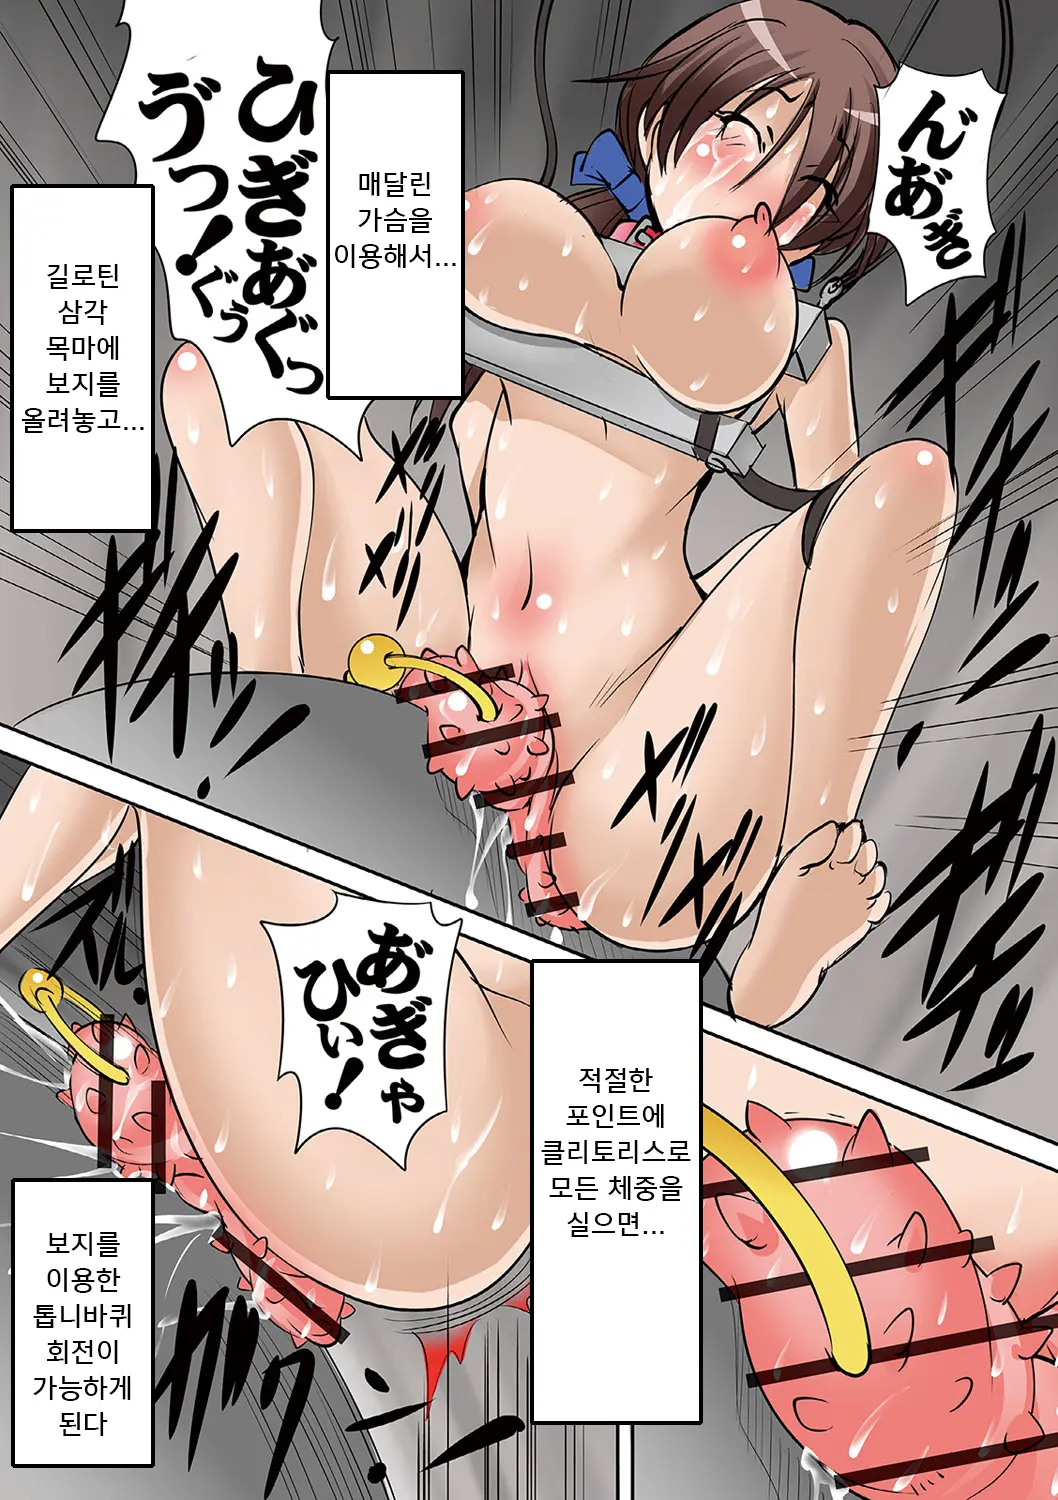 ん゛あ゛ぎ
매달린
가슴을
이용해서...
ひぎあ゛ぐっ
ゔっ!ぐぅ
길로틴
삼각
목마에
보지를
올려놓고...
あ゛ぎゃ
ひぃ!
적절한
포인트에
클리토리스로
모든 체중을
실으면...
보지를
이용한
톱니바퀴
회전이
가능하게
된다